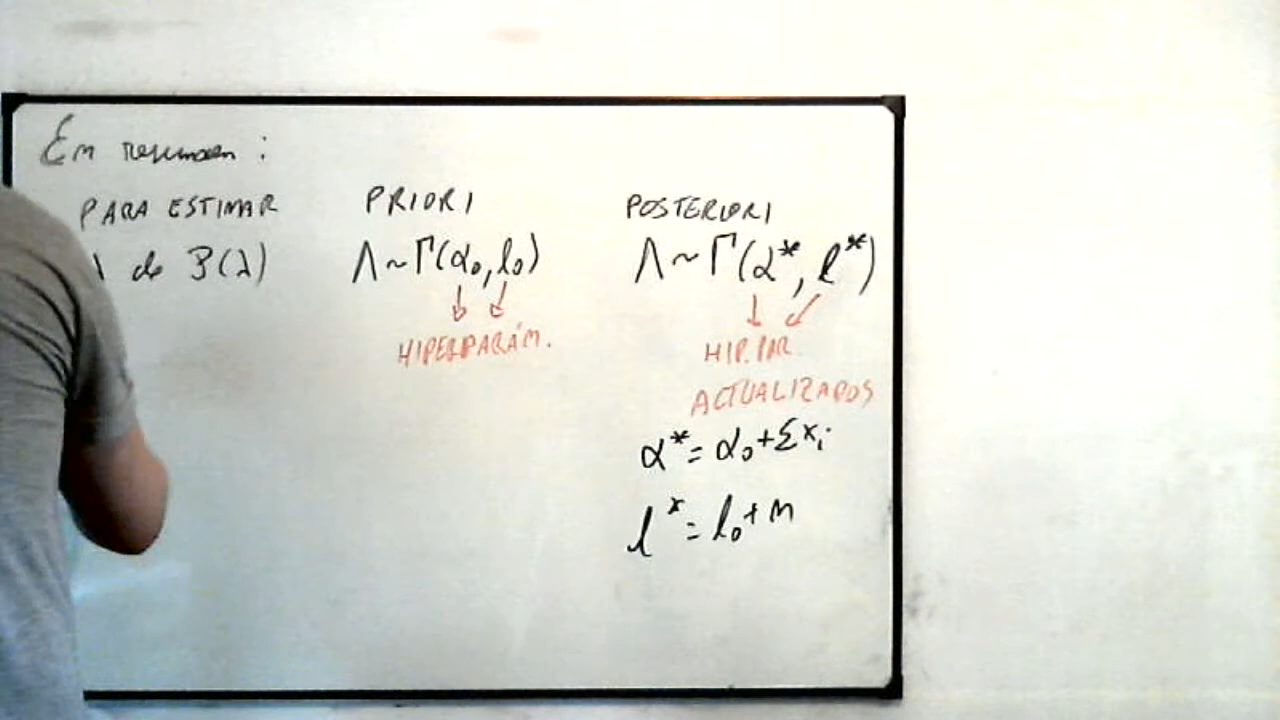 En resumen :
PARA ESTIMAR PRIORI POSTERIORI
λ de P(λ) Λ ~ Γ(α₀, l₀) Λ ~ Γ(α*, l*)
↓ ↓ ↓ ↓
HIPERPARÁM. HIP. PAR.
ACTUALIZADOS
α* = α₀ + Σxᵢ
l* = l₀ + n